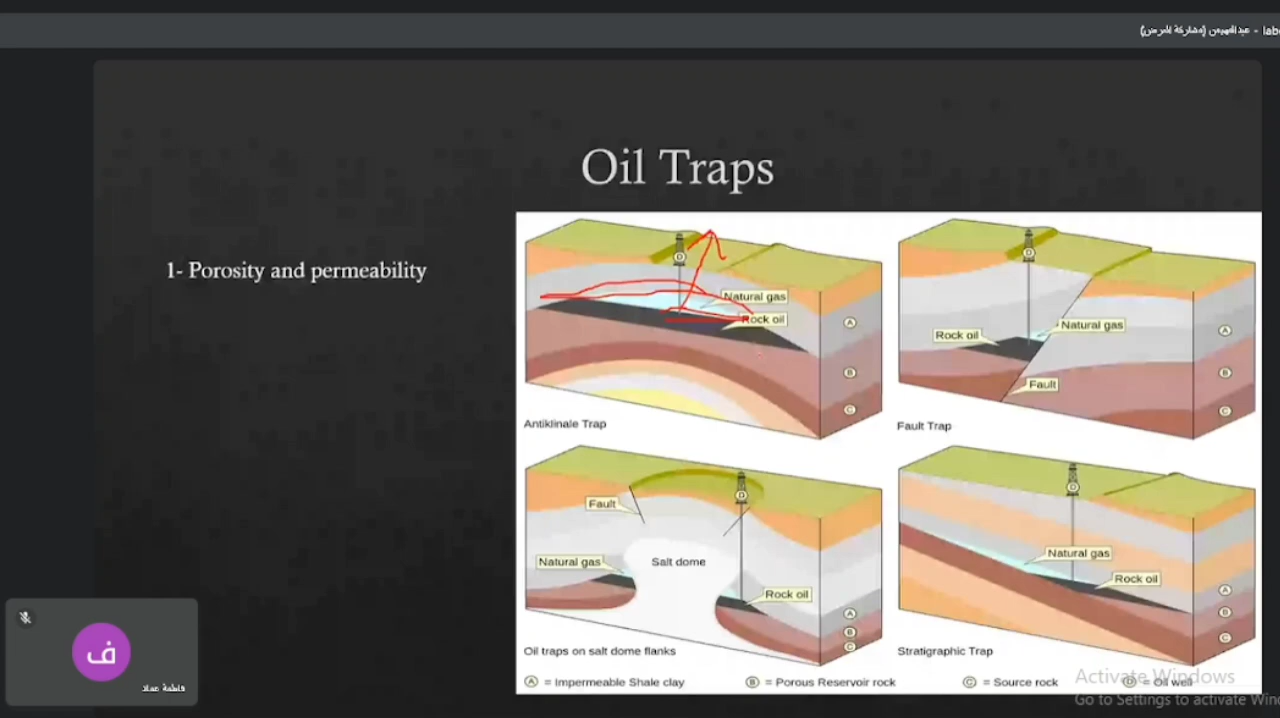 lab - عبدالمهيمن (مشاركة العرض)
Oil Traps
1- Porosity and permeability
D
Natural gas
Rock oil
A
B
C
Antiklinale Trap
D
Natural gas
Rock oil
Fault
A
B
C
Fault Trap
D
Fault
Natural gas
Salt dome
Rock oil
A
B
C
Oil traps on salt dome flanks
D
Natural gas
Rock oil
A
B
C
Stratigraphic Trap
A = Impermeable Shale clay
B = Porous Reservoir rock
C = Source rock
D = Oil well
Activate Windows
Go to Settings to activate Win
ف
فاطمة عماد